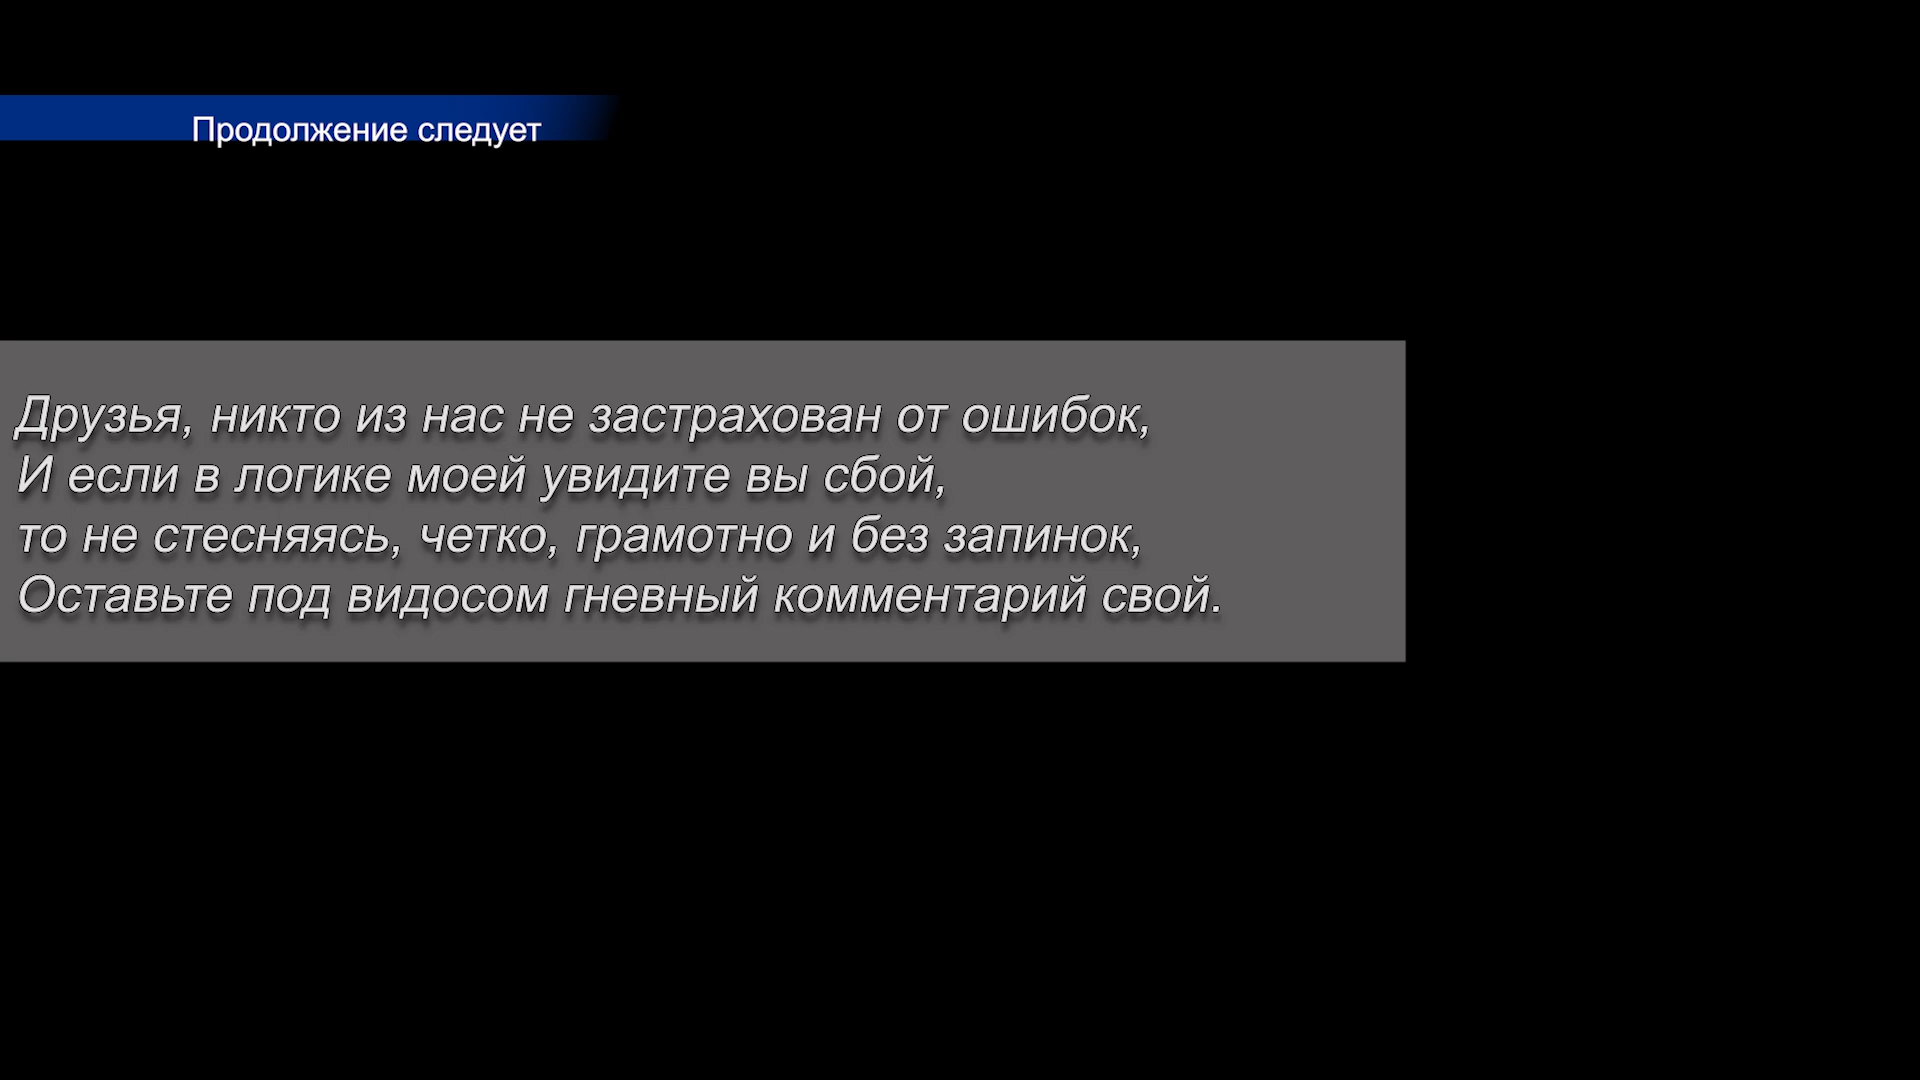 Продолжение следует
Друзья, никто из нас не застрахован от ошибок,
И если в логике моей увидите вы сбой,
то не стесняясь, четко, грамотно и без запинок,
Оставьте под видосом гневный комментарий свой.